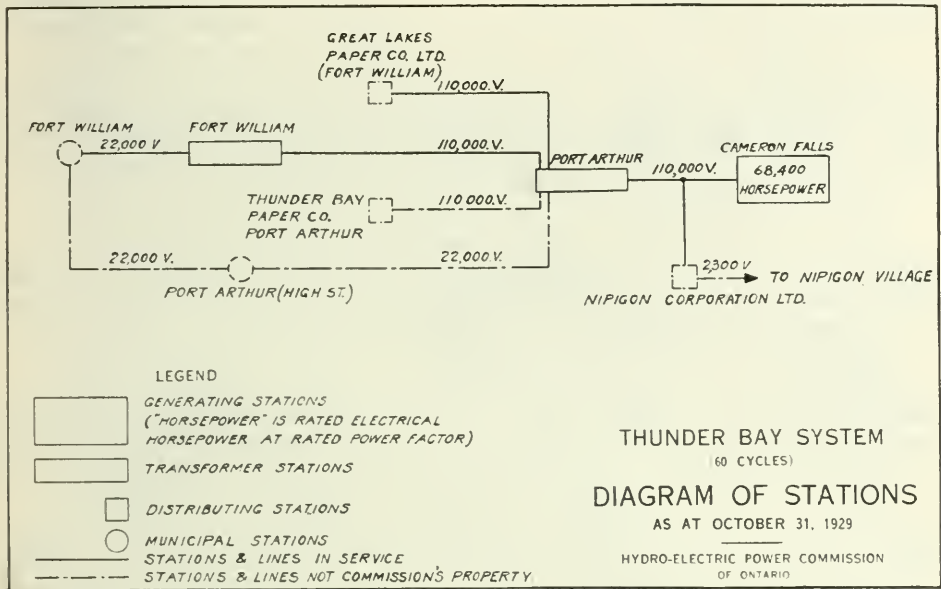 GREAT LAKES
PAPER CO. LTD.
(FORT WILLIAM)
110,000.V.
FORT WILLIAM
22,000 V
FORT WILLIAM
110,000.V.
PORT ARTHUR
110,000 V.
CAMERON FALLS
68,400
HORSEPOWER
THUNDER BAY
PAPER CO.
PORT ARTHUR
110.000.V.
22,000 V.
22,000.V.
PORT ARTHUR (HIGH ST.)
2,300 V
TO NIPIGON VILLAGE
NIPIGON CORPORATION LTD.
LEGEND
GENERATING STATIONS
("HORSEPOWER" IS RATED ELECTRICAL
HORSEPOWER AT RATED POWER FACTOR)
TRANSFORMER STATIONS
DISTRIBUTING STATIONS
MUNICIPAL STATIONS
STATIONS & LINES IN SERVICE
STATIONS & LINES NOT COMMISSION'S PROPERTY
THUNDER BAY SYSTEM
(60 CYCLES)
DIAGRAM OF STATIONS
AS AT OCTOBER 31, 1929
HYDRO-ELECTRIC POWER COMMISSION
OF ONTARIO